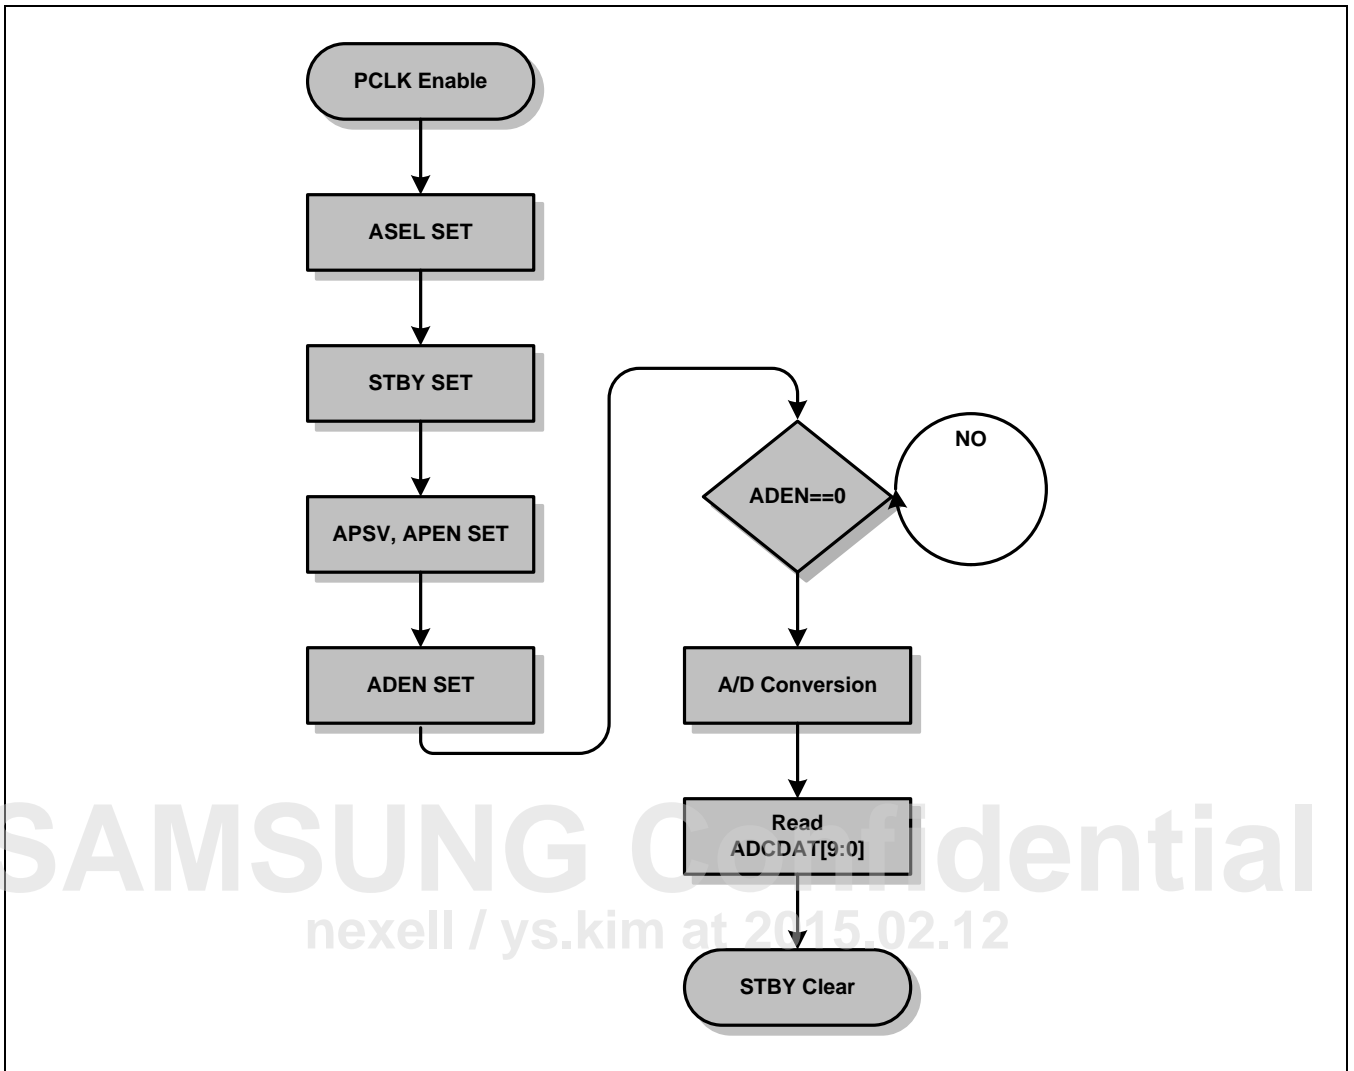 PCLK Enable
ASEL SET
STBY SET
APSV, APEN SET
ADEN SET
ADEN==0
NO
A/D Conversion
Read
ADCDAT[9:0]
STBY Clear
SAMSUNG Confidential
nexell / ys.kim at 2015.02.12